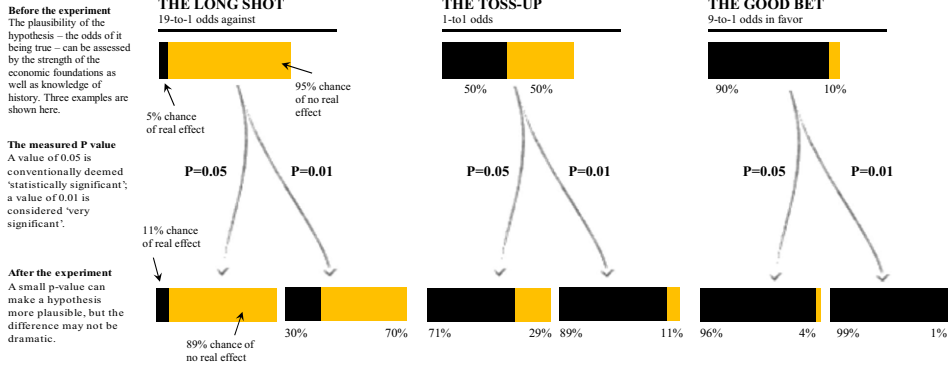 Before the experiment
The plausibility of the
hypothesis – the odds of it
being true – can be assessed
by the strength of the
economic foundations as
well as knowledge of
history. Three examples are
shown here.
The measured P value
A value of 0.05 is
conventionally deemed
‘statistically significant’;
a value of 0.01 is
considered ‘very
significant’.
After the experiment
A small p-value can
make a hypothesis
more plausible, but the
difference may not be
dramatic.
THE LONG SHOT
19-to-1 odds against
95% chance
of no real
effect
5% chance
of real effect
P=0.05
P=0.01
11% chance
of real effect
30%
70%
89% chance of
no real effect
THE TOSS-UP
1-to1 odds
50%
50%
P=0.05
P=0.01
71%
29%
89%
11%
THE GOOD BET
9-to-1 odds in favor
90%
10%
P=0.05
P=0.01
96%
4%
99%
1%